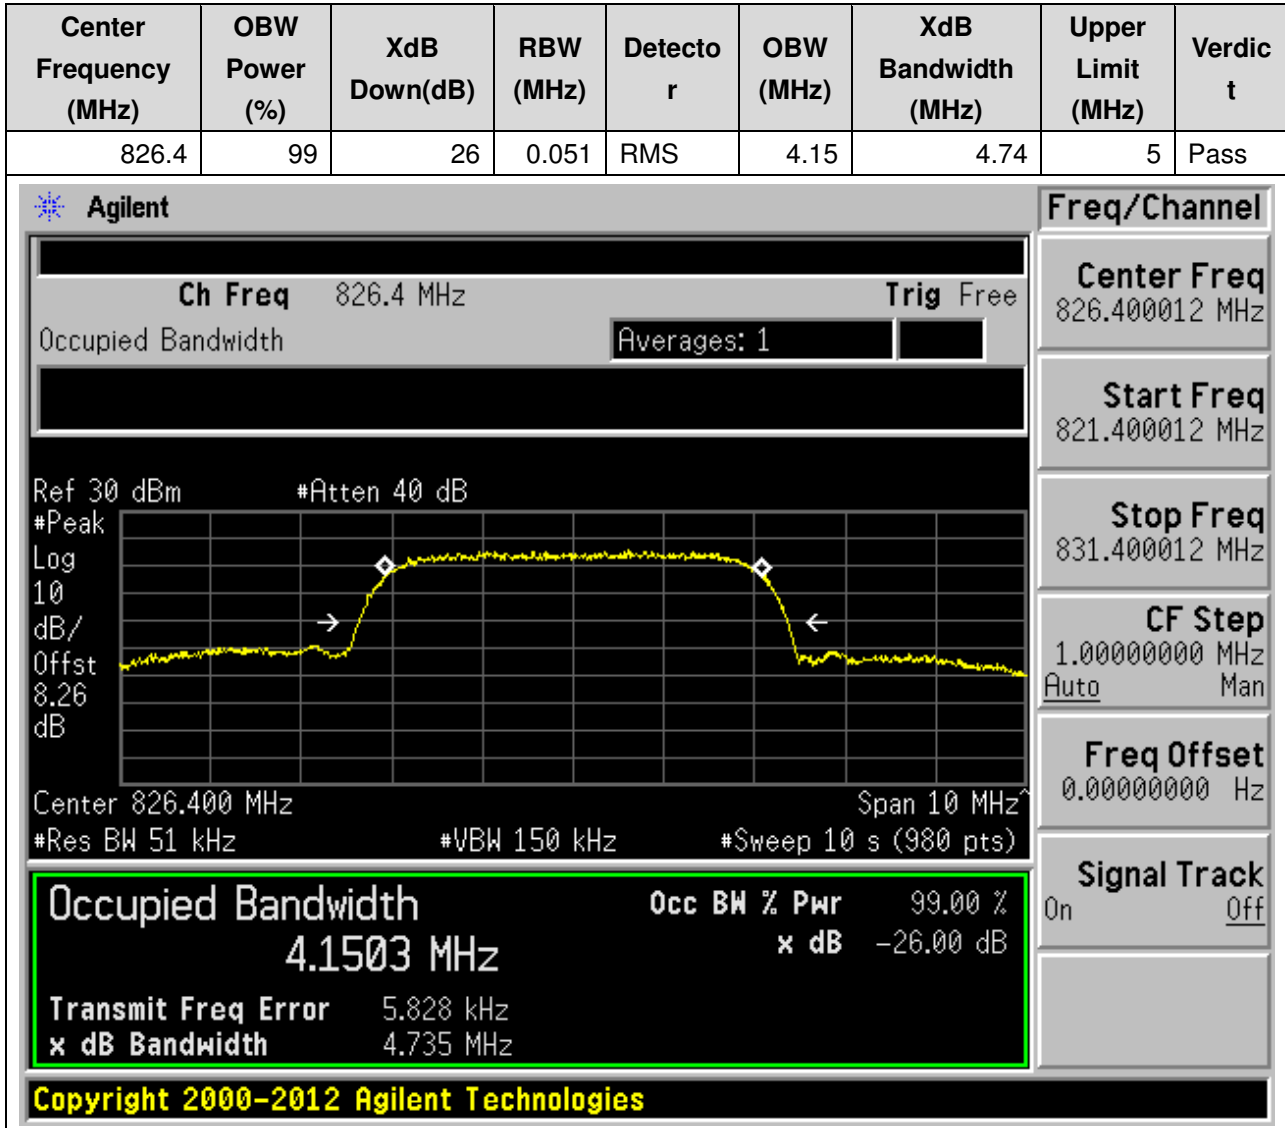 Center Frequency (MHz) OBW Power (%) XdB Down(dB) RBW (MHz) Detecto r OBW (MHz) XdB Bandwidth (MHz) Upper Limit (MHz) Verdic t
826.4 99 26 0.051 RMS 4.15 4.74 5 Pass
Agilent
Freq/Channel
Ch Freq 826.4 MHz
Trig Free
Occupied Bandwidth
Averages: 1
Ref 30 dBm
#Atten 40 dB
#Peak
Log
10
dB/
Offst
8.26
dB
Center 826.400 MHz
Span 10 MHz^
#Res BW 51 kHz
#VBW 150 kHz
#Sweep 10 s (980 pts)
Occupied Bandwidth
4.1503 MHz
Occ BW % Pwr 99.00 %
x dB -26.00 dB
Transmit Freq Error 5.828 kHz
x dB Bandwidth 4.735 MHz
Center Freq
826.400012 MHz
Start Freq
821.400012 MHz
Stop Freq
831.400012 MHz
CF Step
1.00000000 MHz
Auto Man
Freq Offset
0.00000000 Hz
Signal Track
On Off
Copyright 2000-2012 Agilent Technologies